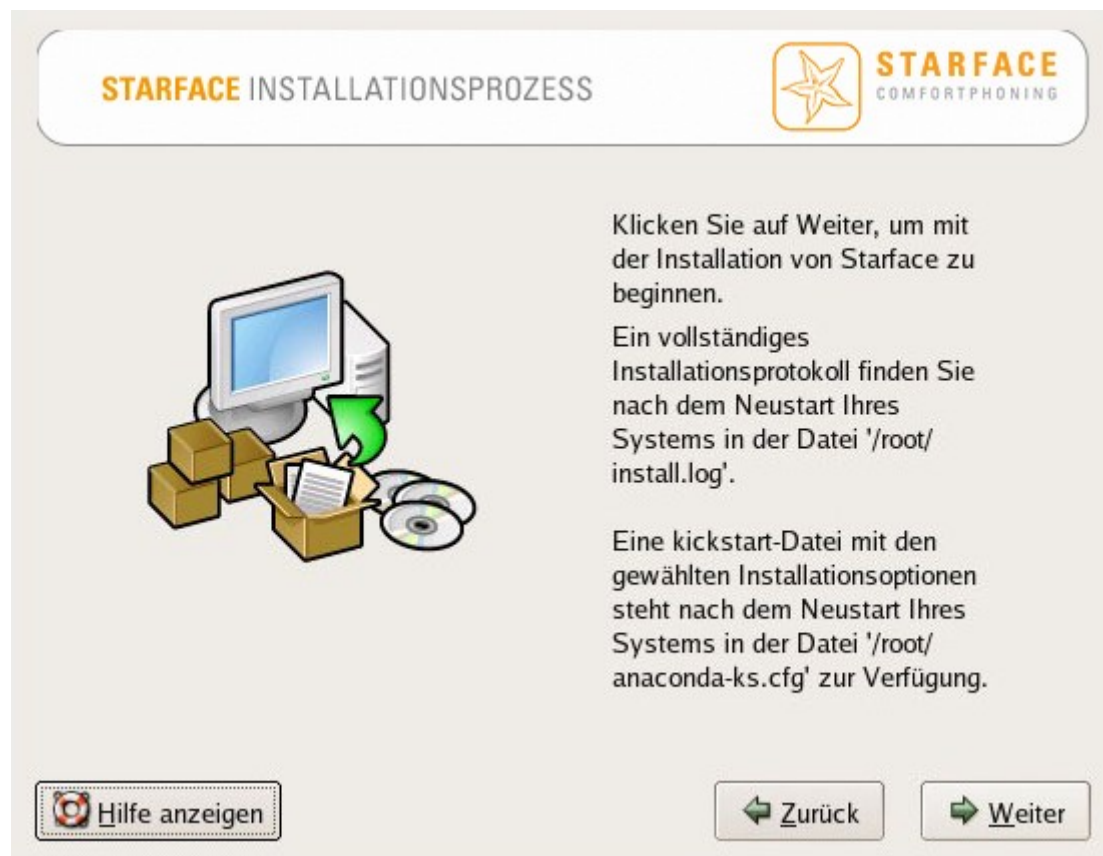 STARFACE INSTALLATIONSPROZESS
STARFACE
COMFORTPHONING
Klicken Sie auf Weiter, um mit
der Installation von Starface zu
beginnen.
Ein vollständiges
Installationsprotokoll finden Sie
nach dem Neustart Ihres
Systems in der Datei '/root/
install.log'.
Eine kickstart-Datei mit den
gewählten Installationsoptionen
steht nach dem Neustart Ihres
Systems in der Datei '/root/
anaconda-ks.cfg' zur Verfügung.
Hilfe anzeigen
Zurück
Weiter